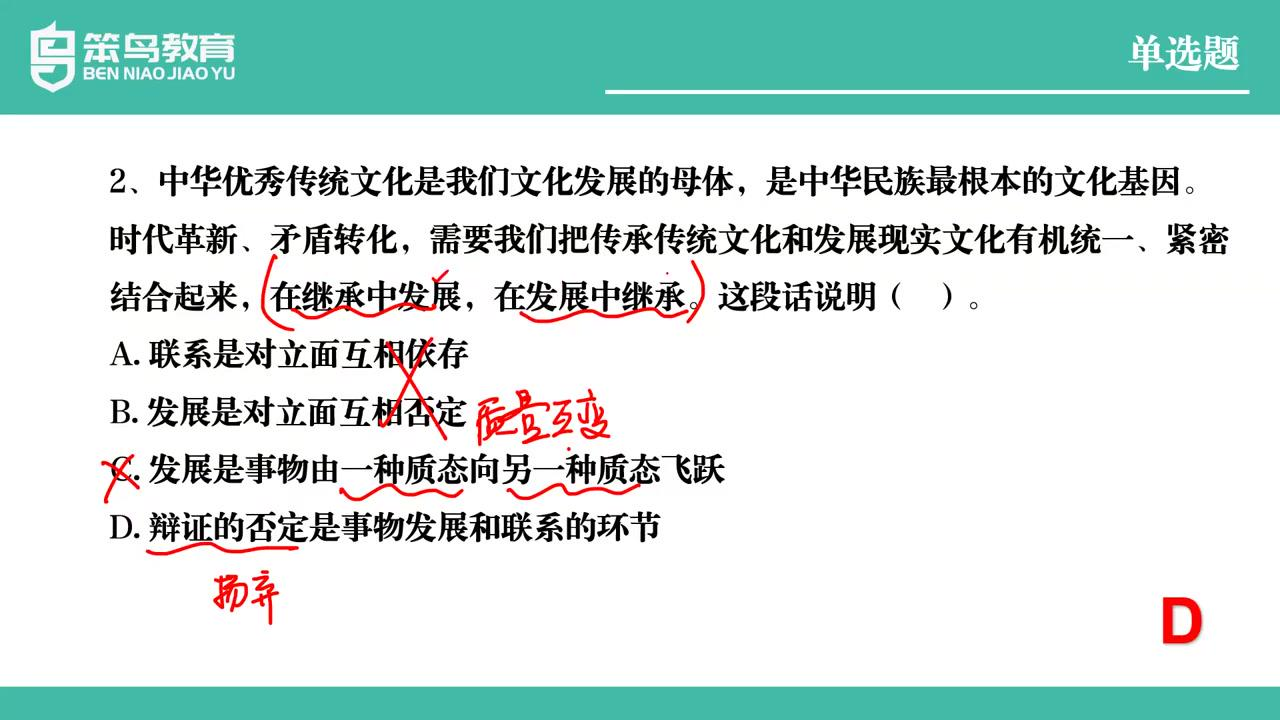 笨鸟教育
BEN NIAO JIAO YU
单选题
2、中华优秀传统文化是我们文化发展的母体，是中华民族最根本的文化基因。
时代革新、矛盾转化，需要我们把传承传统文化和发展现实文化有机统一、紧密
结合起来，在继承中发展，在发展中继承。这段话说明（ ）。
A. 联系是对立面互相依存
B. 发展是对立面互相否定
质量互变
C. 发展是事物由一种质态向另一种质态飞跃
D. 辩证的否定是事物发展和联系的环节
扬弃
D